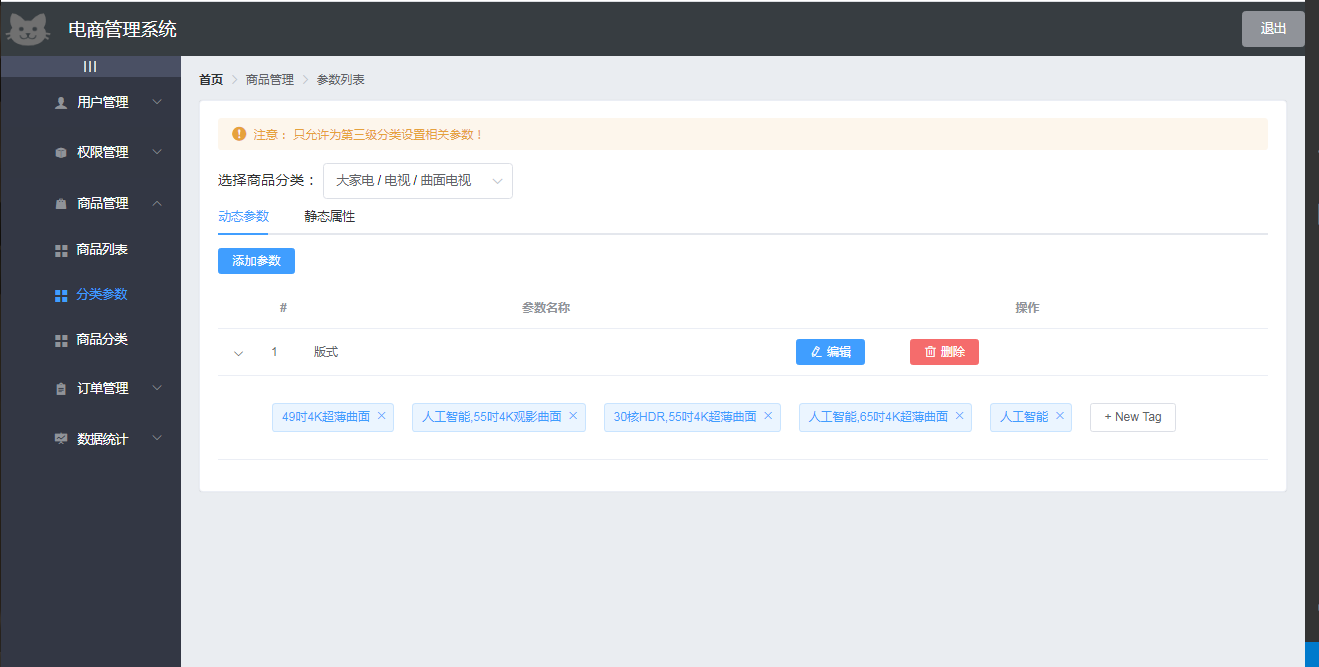 电商管理系统
退出
|||
用户管理
权限管理
商品管理
商品列表
分类参数
商品分类
订单管理
数据统计
首页 > 商品管理 > 参数列表
注意：只允许为第三级分类设置相关参数！
选择商品分类： 大家电 / 电视 / 曲面电视
动态参数 静态属性
添加参数
# 参数名称 操作
1 版式 编辑 删除
49吋4K超薄曲面 人工智能,55吋4K观影曲面 30核HDR,55吋4K超薄曲面 人工智能,65吋4K超薄曲面 人工智能 + New Tag